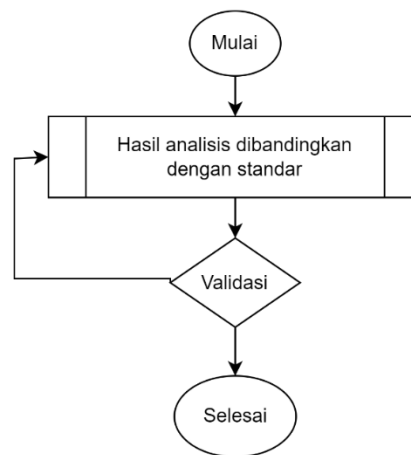 Mulai
Hasil analisis dibandingkan
dengan standar
Validasi
Selesai